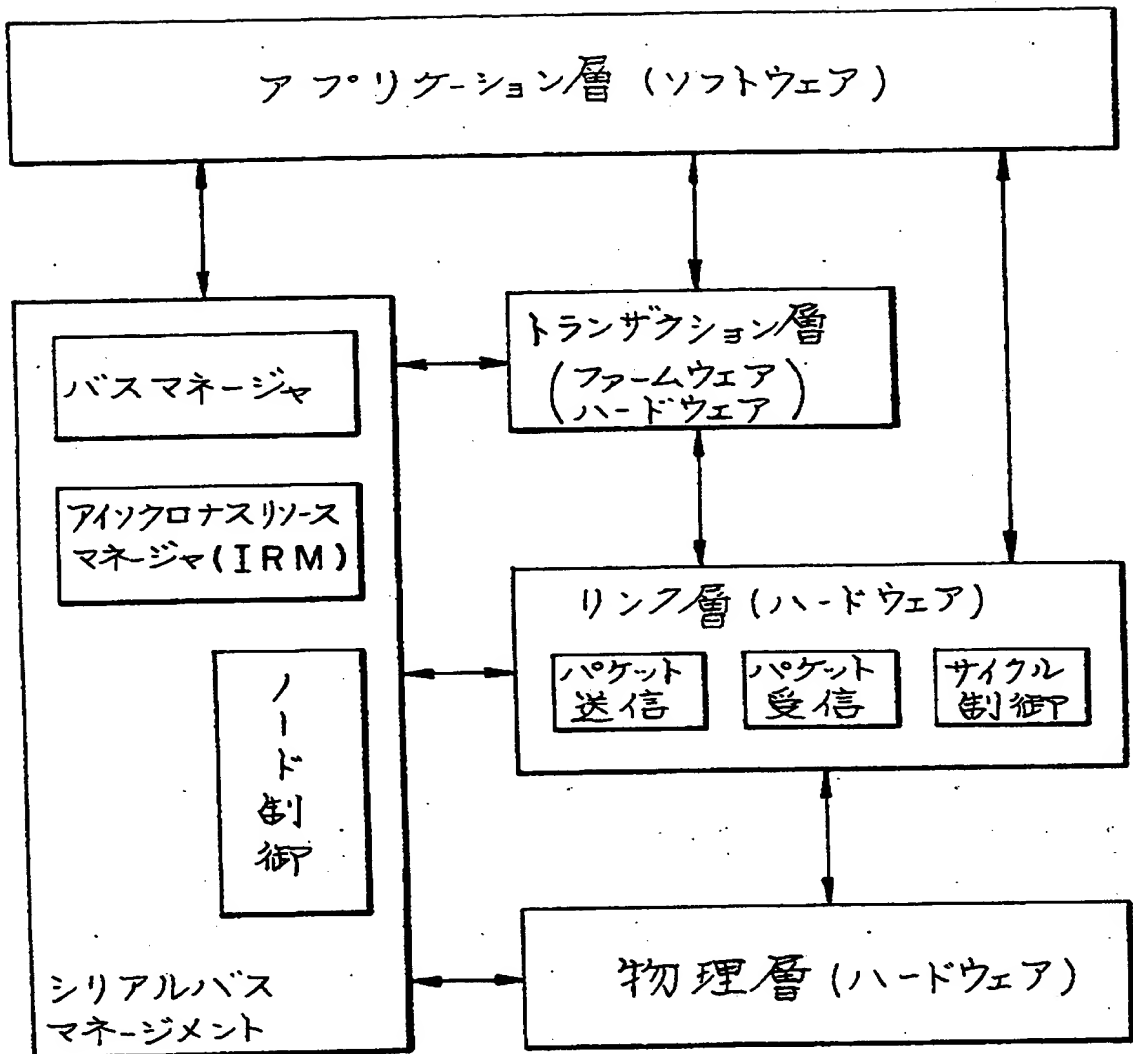 アプリケーション層(ソフトウェア)
トランザクション層
(ファームウェア
ハードウェア)
バスマネージャ
アイソクロナスリソース
マネージャ(IRM)
リンク層(ハードウェア)
パケット
送信
パケット
受信
サイクル
制御
ノード制御
物理層(ハードウェア)
シリアルバス
マネージメント